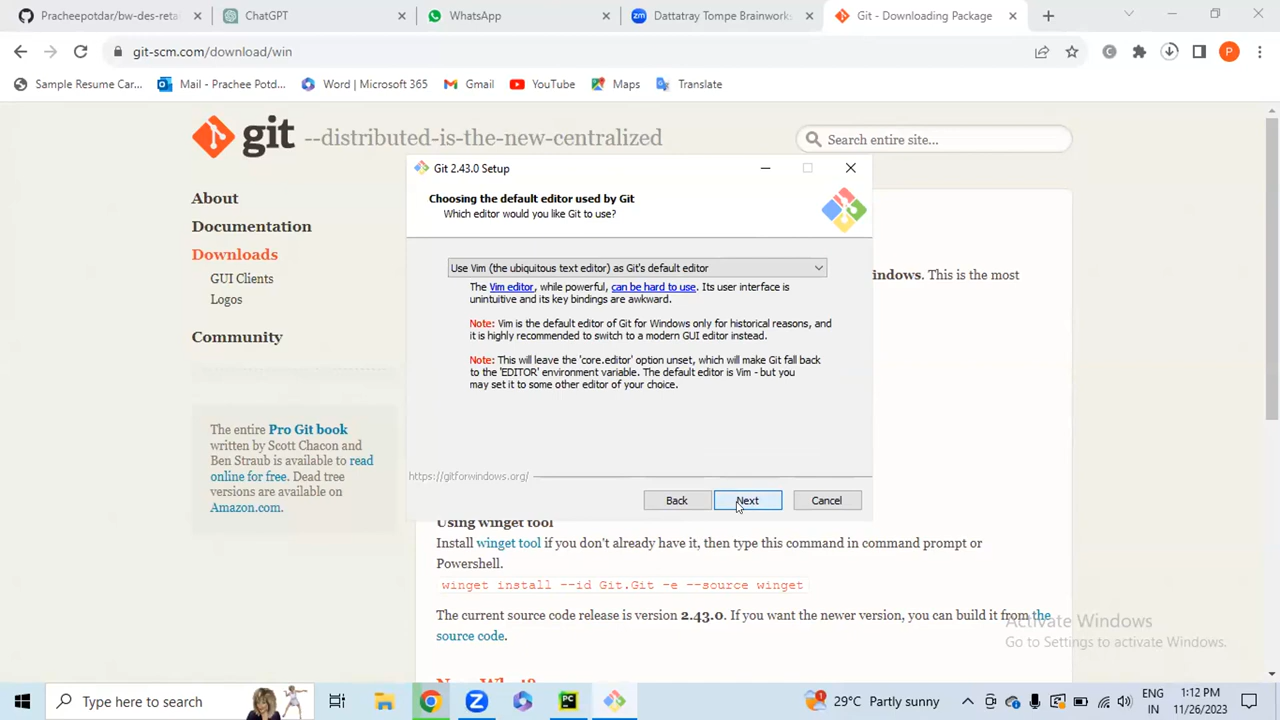 Pracheepotdar/bw-des-reta
ChatGPT
WhatsApp
Dattatray Tompe Brainworks
Git - Downloading Package
git-scm.com/download/win
C
P
Sample Resume Car...
Mail - Prachee Potd...
Word | Microsoft 365
Gmail
YouTube
Maps
Translate
git --distributed-is-the-new-centralized
Search entire site...
About
Documentation
Downloads
GUI Clients
Logos
Community
The entire Pro Git book
written by Scott Chacon and
Ben Straub is available to read
online for free. Dead tree
versions are available on
Amazon.com.
Git 2.43.0 Setup
Choosing the default editor used by Git
Which editor would you like Git to use?
Use Vim (the ubiquitous text editor) as Git's default editor
The Vim editor, while powerful, can be hard to use. Its user interface is
unintuitive and its key bindings are awkward.
Note: Vim is the default editor of Git for Windows only for historical reasons, and
it is highly recommended to switch to a modern GUI editor instead.
Note: This will leave the 'core.editor' option unset, which will make Git fall back
to the 'EDITOR' environment variable. The default editor is Vim - but you
may set it to some other editor of your choice.
https://gitforwindows.org/
Back
Next
Cancel
indows. This is the most
Using winget tool
Install winget tool if you don't already have it, then type this command in command prompt or
Powershell.
winget install --id Git.Git -e --source winget
The current source code release is version 2.43.0. If you want the newer version, you can build it from the
source code.
Activate Windows
Go to Settings to activate Windows.
Type here to search
PC
1
29°C Partly sunny
ENG
IN
1:12 PM
11/26/2023